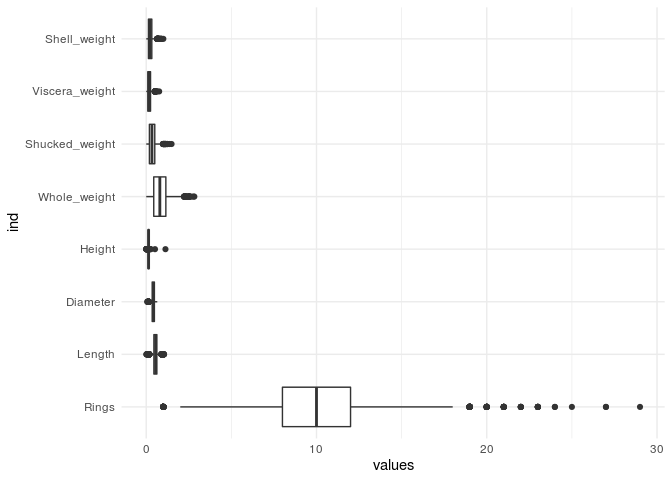 Shell_weight
Viscera_weight
Shucked_weight
Whole_weight
Height
Diameter
Length
Rings
ind
0 10 20 30
values